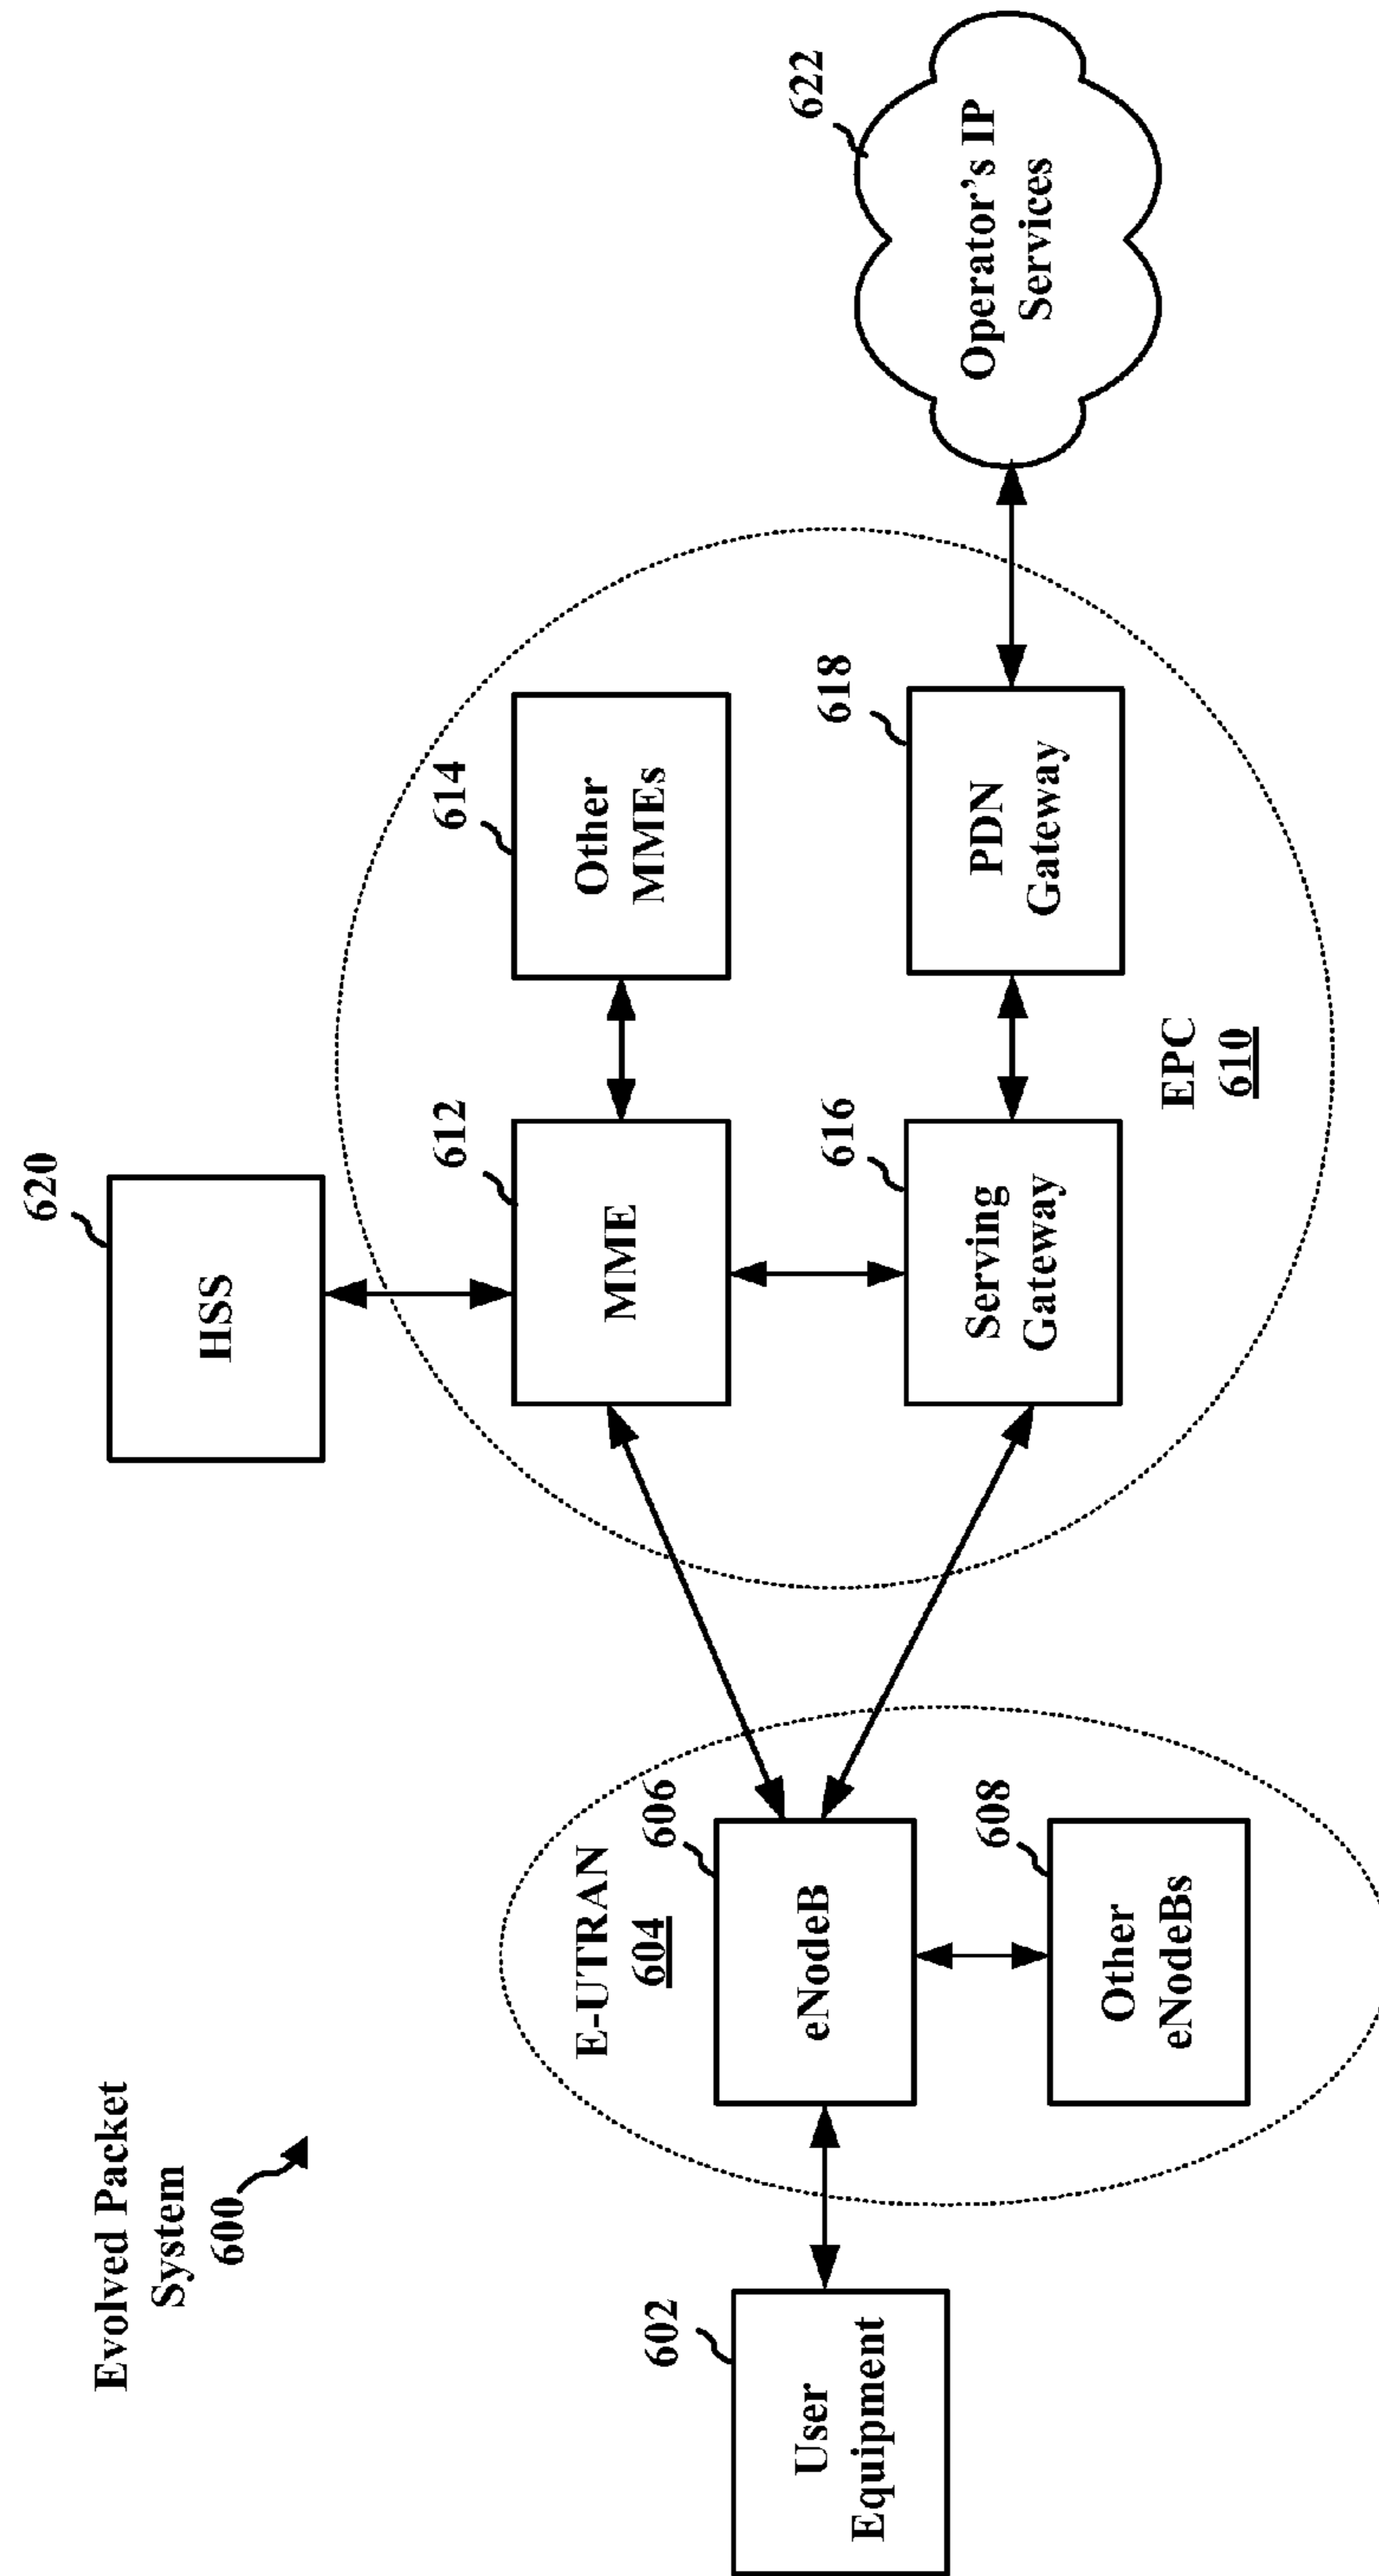 Evolved Packet
System
600
620
HSS
612
MME
614
Other
MMEs
E-UTRAN
604
606
eNodeB
602
User
Equipment
608
Other
eNodeBs
616
Serving
Gateway
618
PDN
Gateway
EPC
610
622
Operator’s IP
Services